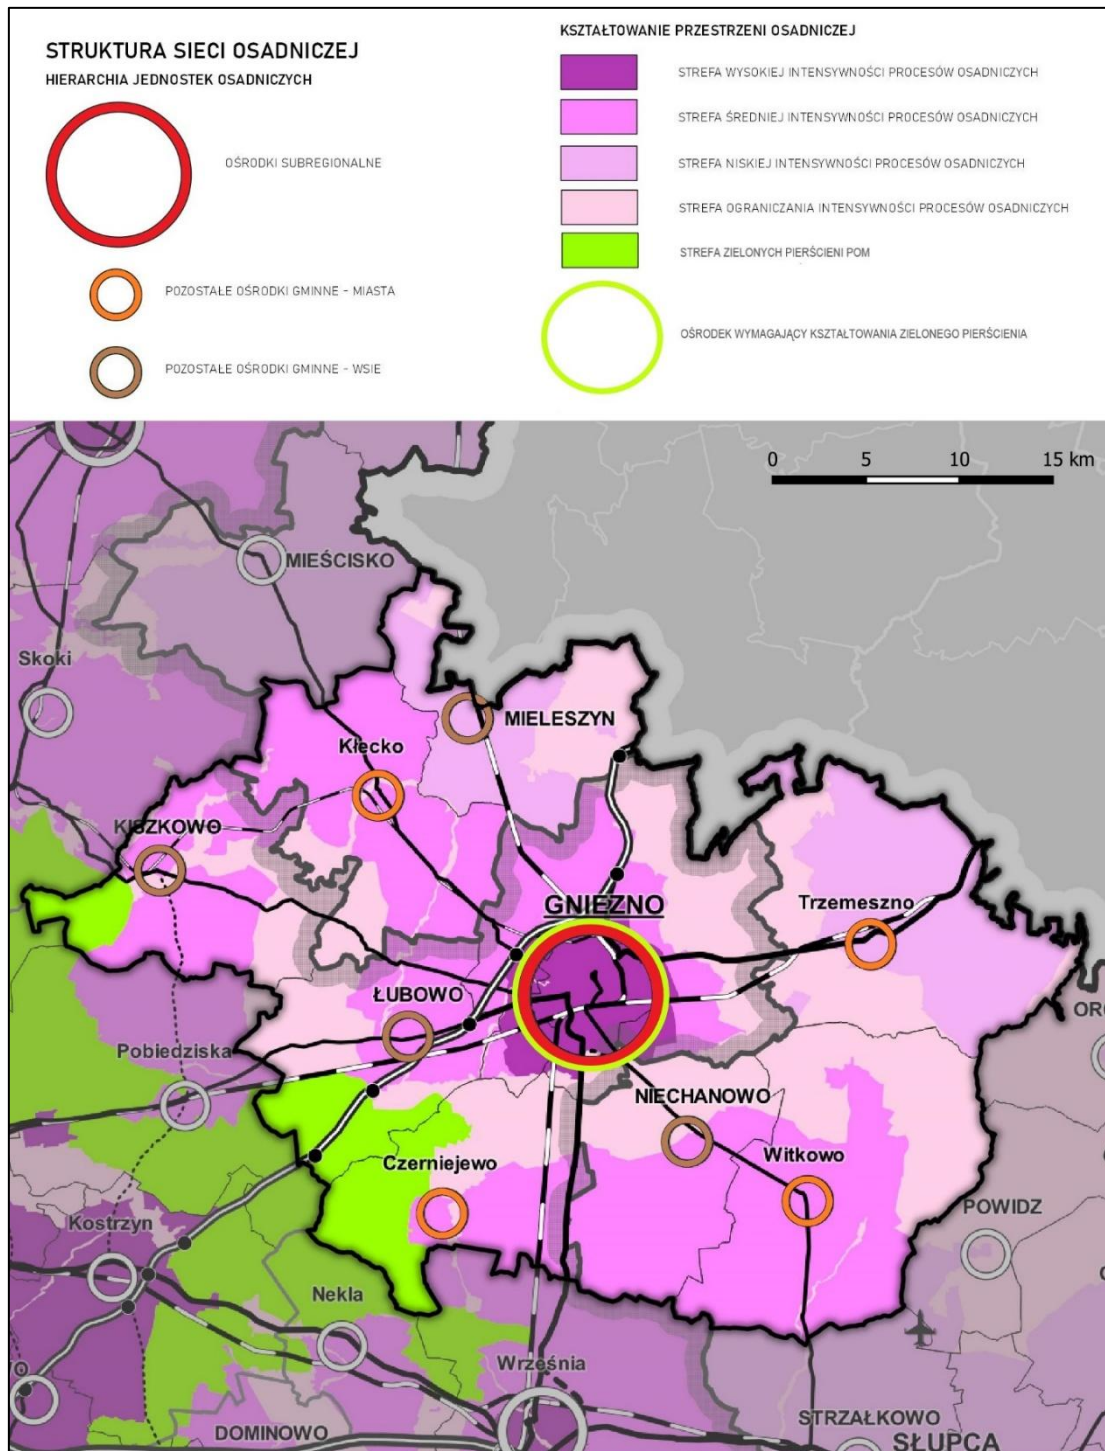 STRUKTURA SIECI OSADNICZEJ
HIERARCHIA JEDNOSTEK OSADNICZYCH
OŚRODKI SUBREGIONALNE
POZOSTAŁE OŚRODKI GMINNE - MIASTA
POZOSTAŁE OŚRODKI GMINNE - WSIE
KSZTAŁTOWANIE PRZESTRZENI OSADNICZEJ
STREFA WYSOKIEJ INTENSYWNOŚCI PROCESÓW OSADNICZYCH
STREFA ŚREDNIEJ INTENSYWNOŚCI PROCESÓW OSADNICZYCH
STREFA NISKIEJ INTENSYWNOŚCI PROCESÓW OSADNICZYCH
STREFA OGRANICZANIA INTENSYWNOŚCI PROCESÓW OSADNICZYCH
STREFA ZIELONYCH PIERŚCIENI POM
OŚRODEK WYMAGAJĄCY KSZTAŁTOWANIA ZIELONEGO PIERŚCIENIA
0 5 10 15 km
MIEŚCISKO
Skoki
MIELESZYN
Kłecko
KISZKOWO
GNIEZNO
Trzemeszno
ŁUBOWO
ORC
Pobiedziska
NIECHANOWO
Czerniejewo
Witkowo
POWIDZ
Kostrzyn
Nekla
Września
DOMINOWO
STRZAŁKOWO
SŁUPCA